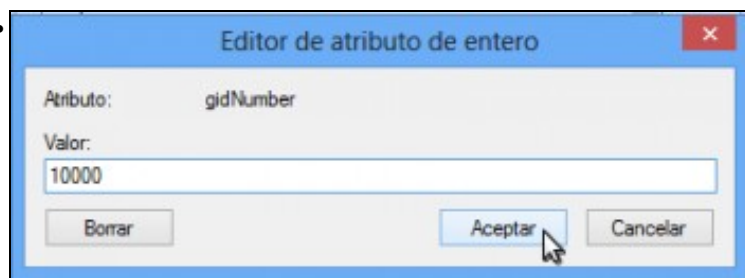 Editor de atributo de entero
Atributo: gidNumber
Valor:
10000
Borrar Aceptar Cancelar